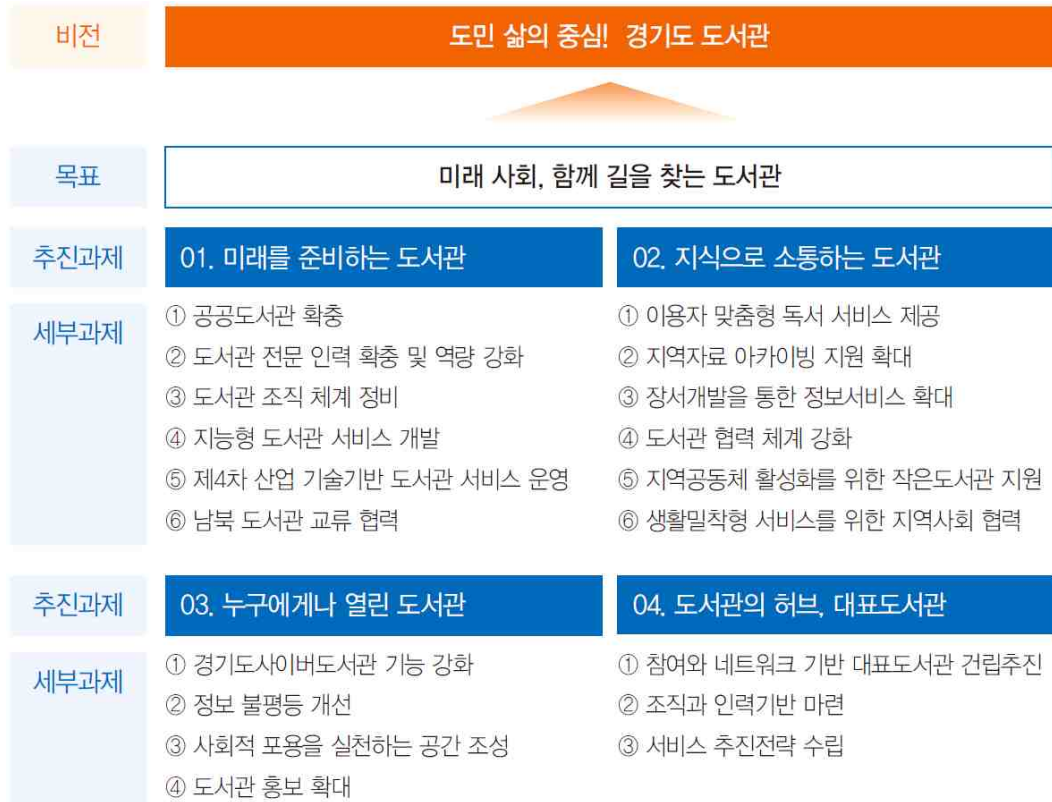 비전
도민 삶의 중심! 경기도 도서관
목표
미래 사회, 함께 길을 찾는 도서관
추진과제
01. 미래를 준비하는 도서관
02. 지식으로 소통하는 도서관
세부과제
① 공공도서관 확충
② 도서관 전문 인력 확충 및 역량 강화
③ 도서관 조직 체계 정비
④ 지능형 도서관 서비스 개발
⑤ 제4차 산업 기술기반 도서관 서비스 운영
⑥ 남북 도서관 교류 협력
① 이용자 맞춤형 독서 서비스 제공
② 지역자료 아카이빙 지원 확대
③ 장서개발을 통한 정보서비스 확대
④ 도서관 협력 체계 강화
⑤ 지역공동체 활성화를 위한 작은도서관 지원
⑥ 생활밀착형 서비스를 위한 지역사회 협력
추진과제
03. 누구에게나 열린 도서관
04. 도서관의 허브, 대표도서관
세부과제
① 경기도사이버도서관 기능 강화
② 정보 불평등 개선
③ 사회적 포용을 실천하는 공간 조성
④ 도서관 홍보 확대
① 참여와 네트워크 기반 대표도서관 건립추진
② 조직과 인력기반 마련
③ 서비스 추진전략 수립